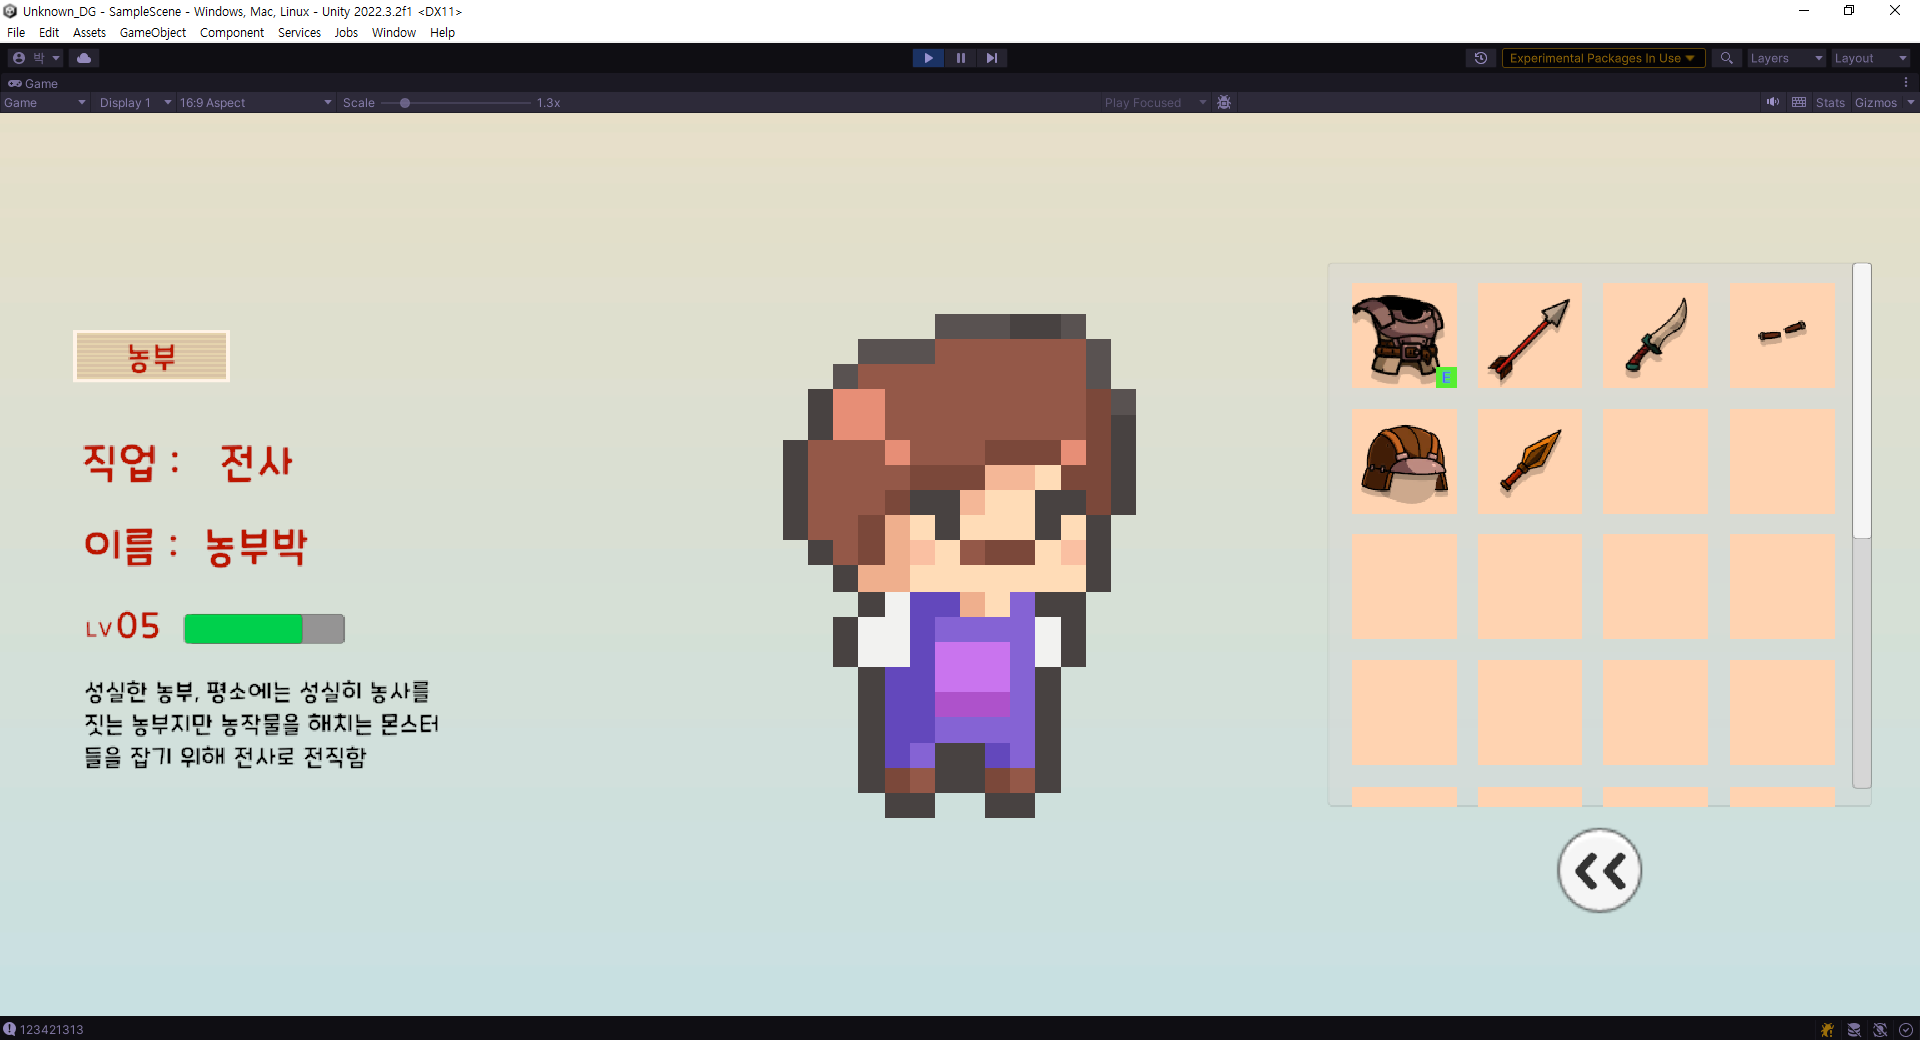 Unknown_DG - SampleScene - Windows, Mac, Linux - Unity 2022.3.2f1 <DX11>
File Edit Assets GameObject Component Services Jobs Window Help
박 Experimental Packages In Use Layers Layout
Game
Game Display 1 16:9 Aspect Scale 1.3x Play Focused Stats Gizmos
농부
직업 : 전사
이름 : 농부박
LV05
성실한 농부, 평소에는 성실히 농사를
짓는 농부지만 농작물을 해치는 몬스터
들을 잡기 위해 전사로 전직함
E
123421313